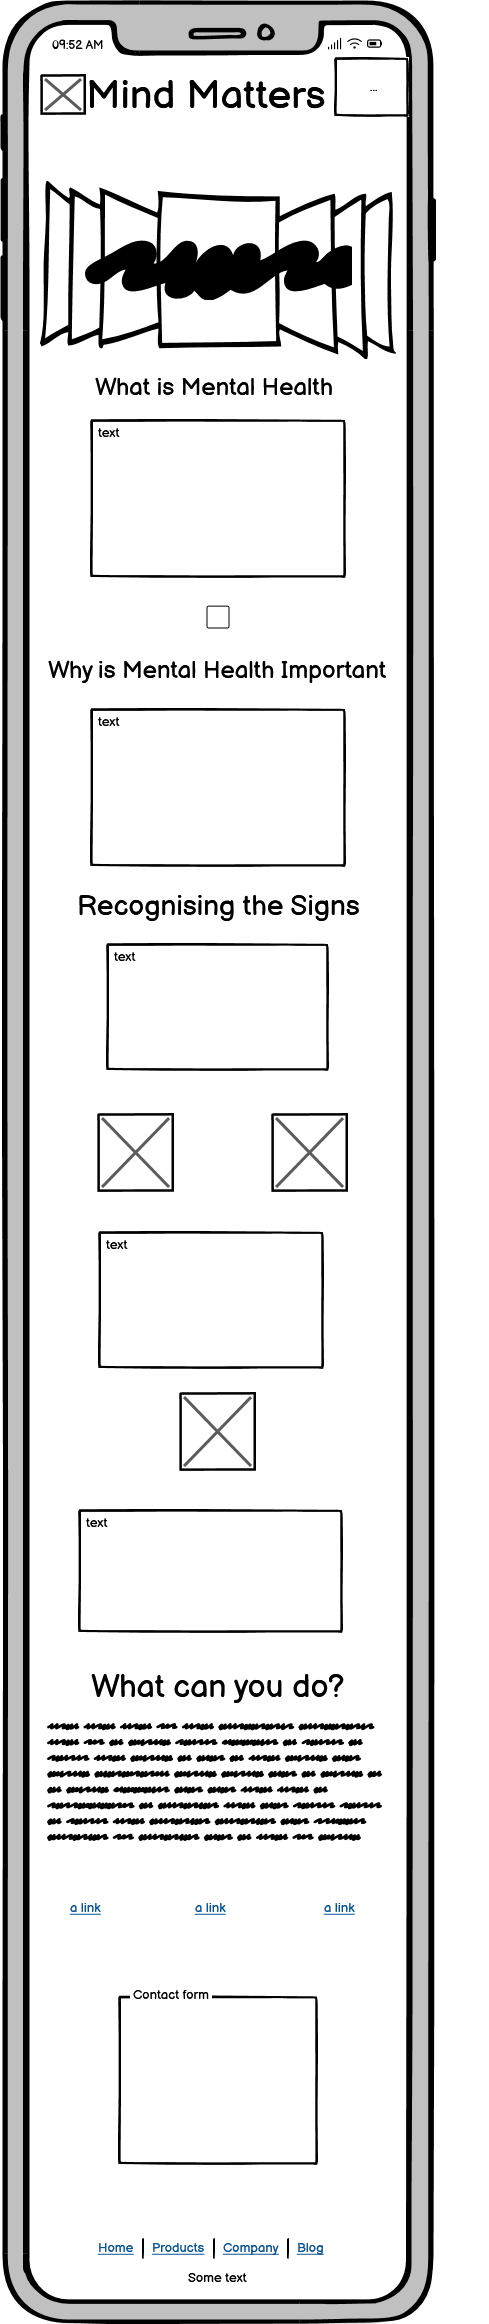 09:52 AM
Mind Matters
...
What is Mental Health
text
Why is Mental Health Important
text
Recognising the Signs
text
text
text
What can you do?
a link a link a link
Contact form
Home Products Company Blog
Some text